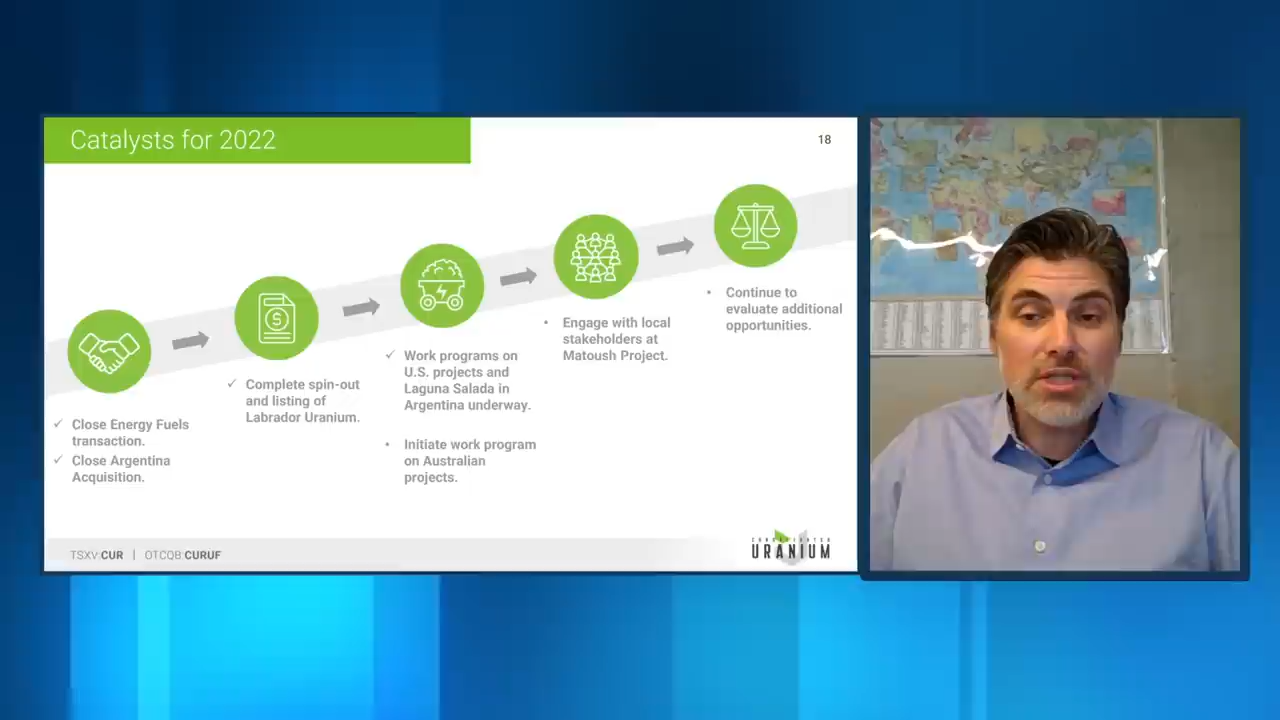 Catalysts for 2022
18
✓ Close Energy Fuels
transaction.
✓ Close Argentina
Acquisition.
✓ Complete spin-out
and listing of
Labrador Uranium.
✓ Work programs on
U.S. projects and
Laguna Salada in
Argentina underway.
• Initiate work program
on Australian
projects.
• Engage with local
stakeholders at
Matoush Project.
• Continue to
evaluate additional
opportunities.
TSXV:CUR | OTCQB:CURUF
CONSOLIDATED
URANIUM